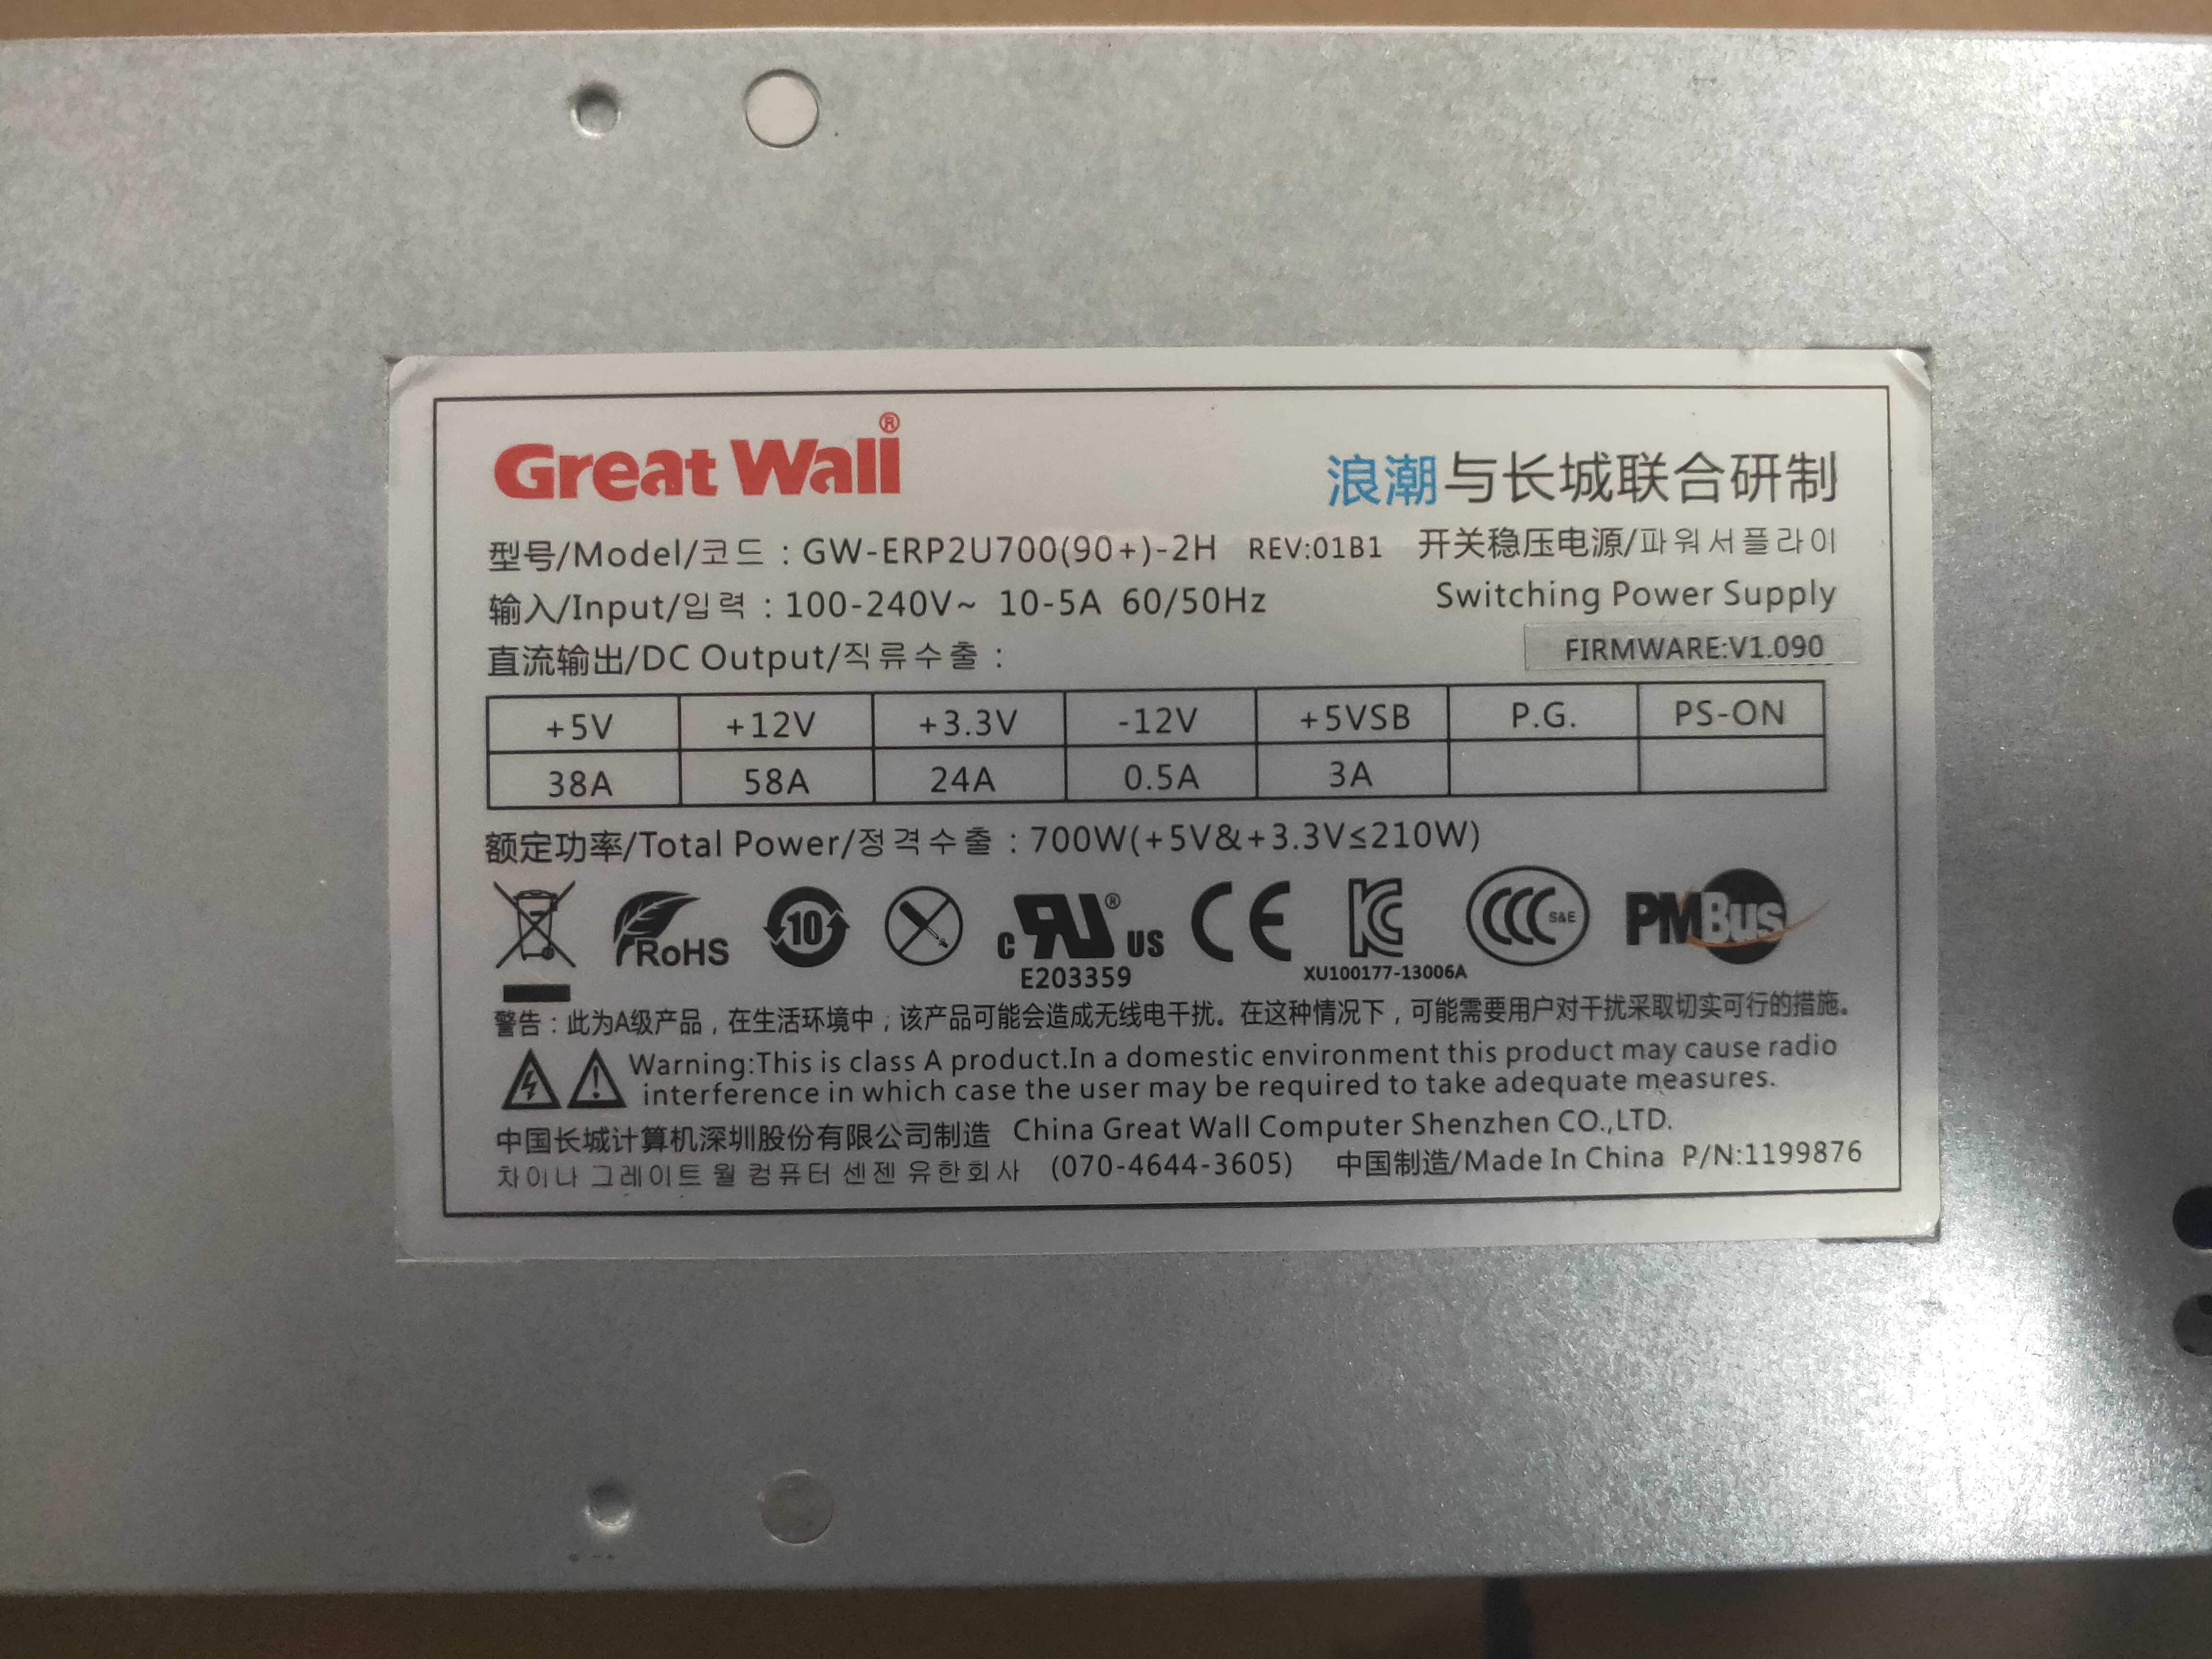 Great Wall®
浪潮与长城联合研制
型号/Model/코드 : GW-ERP2U700(90+)-2H REV:01B1 开关稳压电源/파워서플라이
输入/Input/입력 : 100-240V~ 10-5A 60/50Hz Switching Power Supply
直流输出/DC Output/직류수출 : FIRMWARE:V1.090
+5V +12V +3.3V -12V +5VSB P.G. PS-ON
38A 58A 24A 0.5A 3A
额定功率/Total Power/정격수출 : 700W(+5V&+3.3V≤210W)
RoHS 10 c RU® US CE KC CCC S&E PMBus
E203359 XU100177-13006A
警告：此为A级产品，在生活环境中，该产品可能会造成无线电干扰。在这种情况下，可能需要用户对干扰采取切实可行的措施。
Warning:This is class A product.In a domestic environment this product may cause radio
interference in which case the user may be required to take adequate measures.
中国长城计算机深圳股份有限公司制造 China Great Wall Computer Shenzhen CO.,LTD.
차이나 그레이트 월 컴퓨터 센젠 유한회사 (070-4644-3605) 中国制造/Made In China P/N:1199876